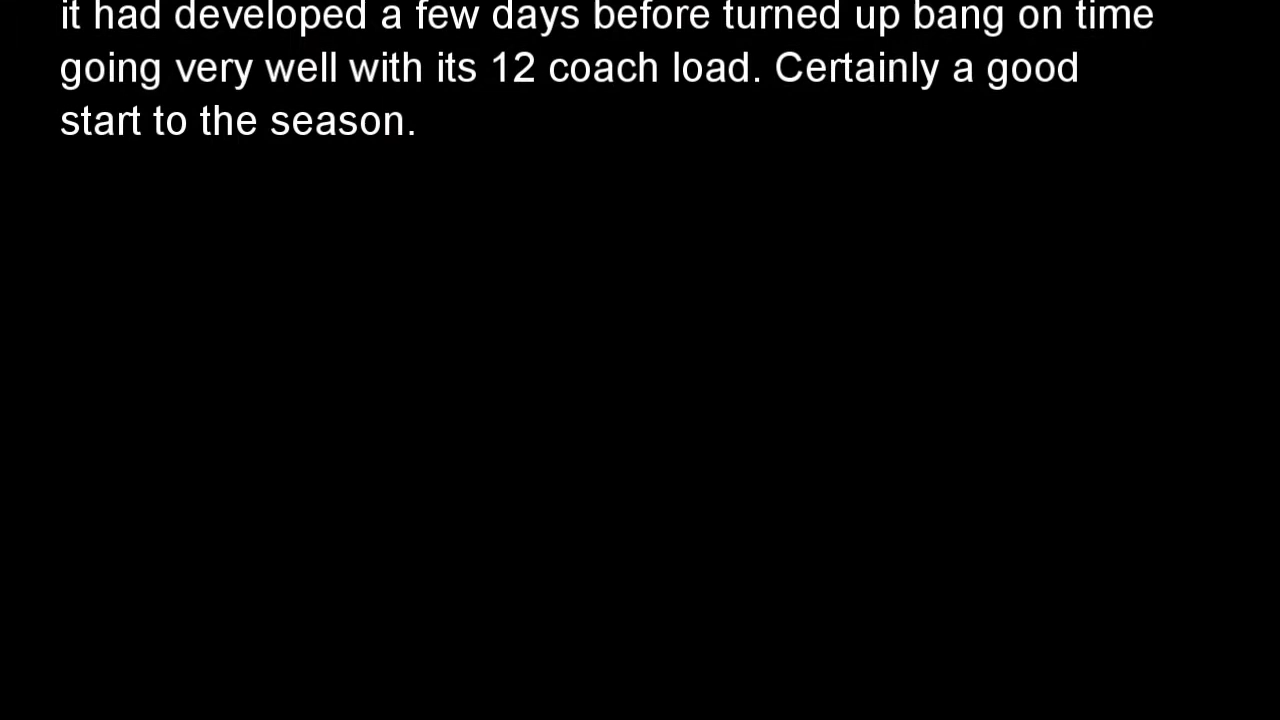 it had developed a few days before turned up bang on time
going very well with its 12 coach load. Certainly a good
start to the season.